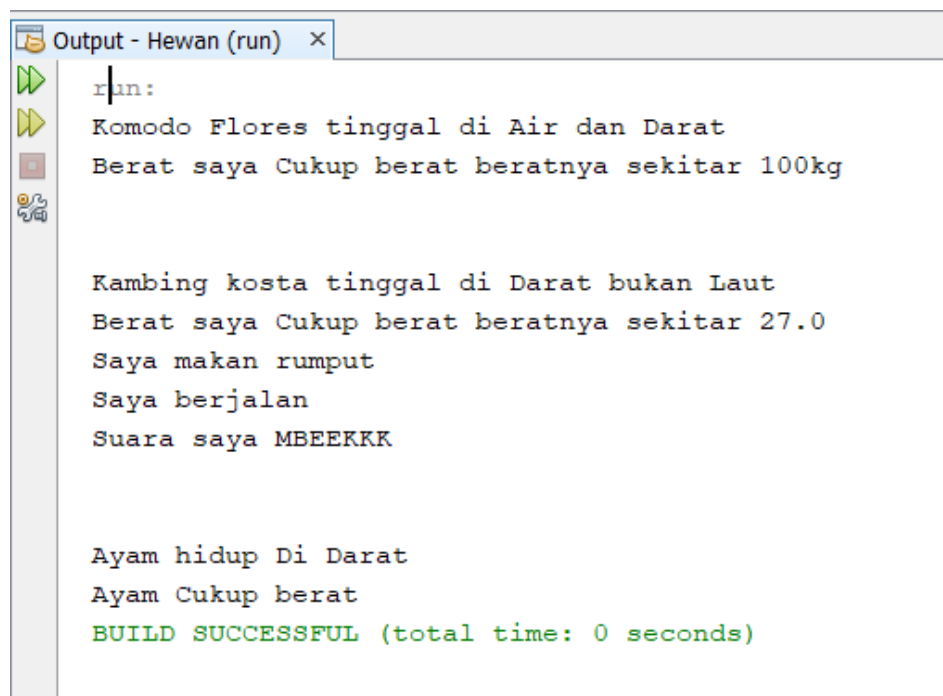 Output - Hewan (run) ×
run:
Komodo Flores tinggal di Air dan Darat
Berat saya Cukup berat beratnya sekitar 100kg
Kambing kosta tinggal di Darat bukan Laut
Berat saya Cukup berat beratnya sekitar 27.0
Saya makan rumput
Saya berjalan
Suara saya MBEEKKK
Ayam hidup Di Darat
Ayam Cukup berat
BUILD SUCCESSFUL (total time: 0 seconds)